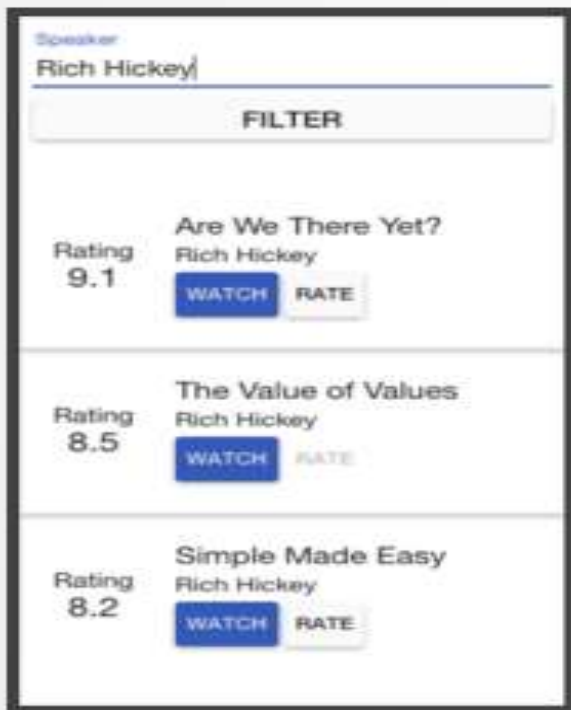 Speaker
Rich Hickey
FILTER
Are We There Yet?
Rating
Rich Hickey
9.1
WATCH RATE
The Value of Values
Rating
Rich Hickey
8.5
WATCH RATE
Simple Made Easy
Rating
Rich Hickey
8.2
WATCH RATE